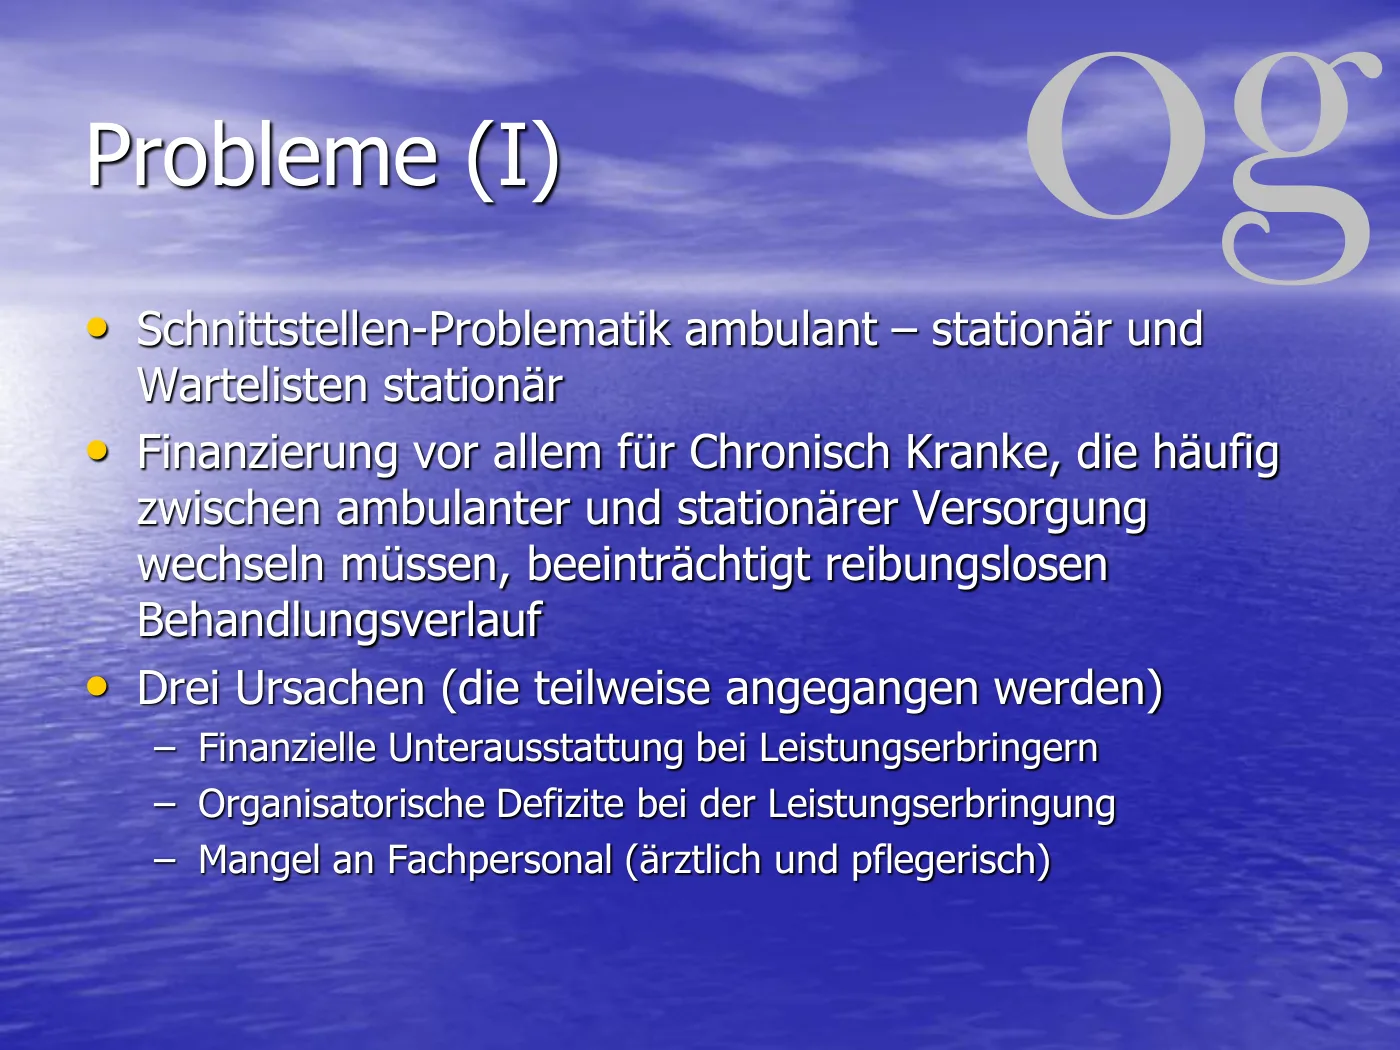 og
Probleme (I)
• Schnittstellen-Problematik ambulant – stationär und
Wartelisten stationär
• Finanzierung vor allem für Chronisch Kranke, die häufig
zwischen ambulanter und stationärer Versorgung
wechseln müssen, beeinträchtigt reibungslosen
Behandlungsverlauf
• Drei Ursachen (die teilweise angegangen werden)
– Finanzielle Unterausstattung bei Leistungserbringern
– Organisatorische Defizite bei der Leistungserbringung
– Mangel an Fachpersonal (ärztlich und pflegerisch)